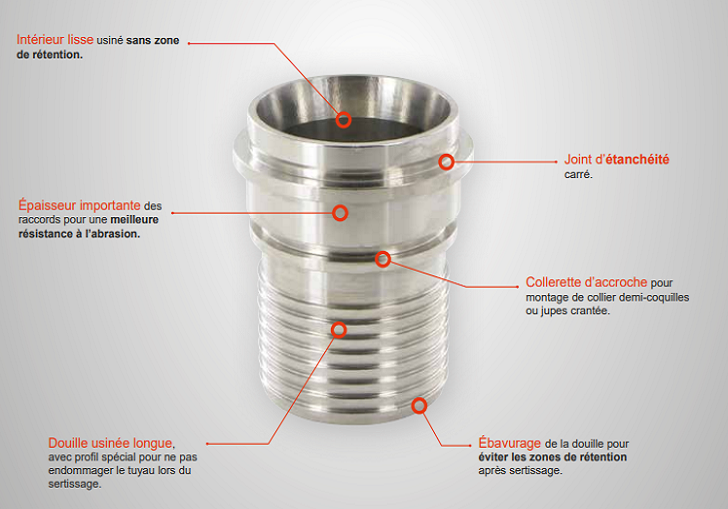 Intérieur lisse usiné sans zone
de rétention.
Joint d'étanchéité
carré.
Épaisseur importante des
raccords pour une meilleure
résistance à l'abrasion.
Collerette d'accroche pour
montage de collier demi-coquilles
ou jupes crantée.
Douille usinée longue,
avec profil spécial pour ne pas
endommager le tuyau lors du
sertissage.
Ébavurage de la douille pour
éviter les zones de rétention
après sertissage.